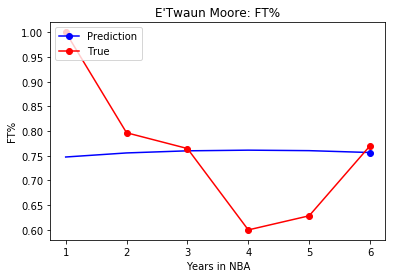 E'Twaun Moore: FT%
Prediction
True
FT%
1.00
0.95
0.90
0.85
0.80
0.75
0.70
0.65
0.60
1 2 3 4 5 6
Years in NBA